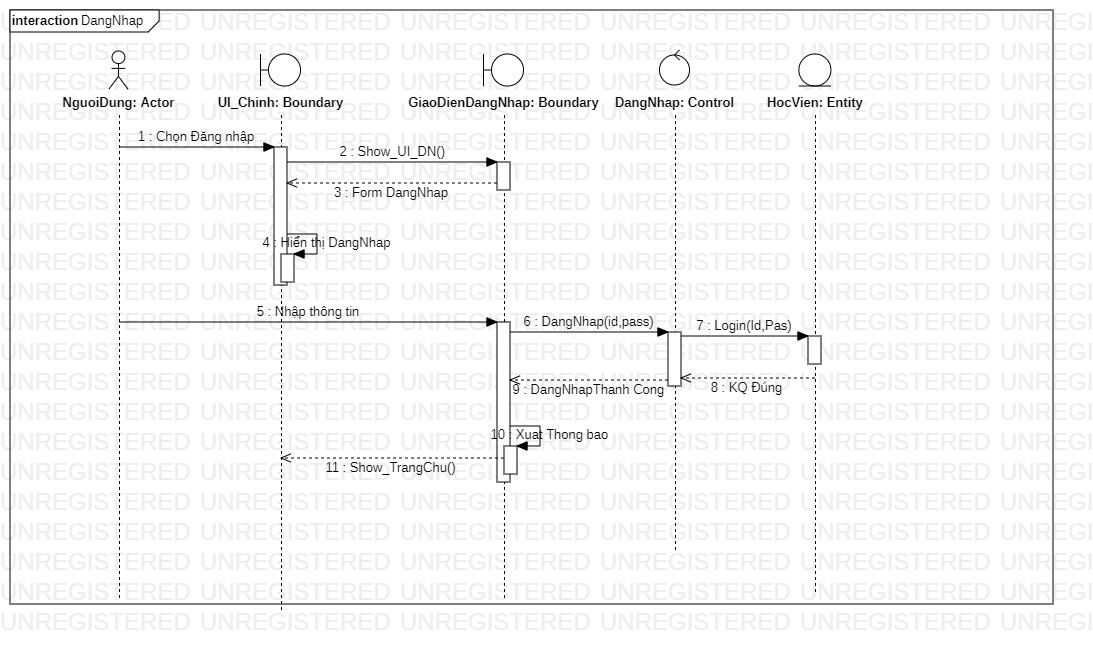 interaction DangNhap
NguoiDung: Actor
UI_Chinh: Boundary
GiaoDienDangNhap: Boundary
DangNhap: Control
HocVien: Entity
1 : Chọn Đăng nhập
2 : Show_UI_DN()
3 : Form DangNhap
4 : Hiển thị DangNhap
5 : Nhập thông tin
6 : DangNhap(id,pass)
7 : Login(Id,Pas)
8 : KQ Đúng
9 : DangNhapThanh Cong
10 : Xuat Thong bao
11 : Show_TrangChu()
UNREGISTERED UNREGISTERED UNREGISTERED UNREGISTERED UNREGISTERED UNREGI